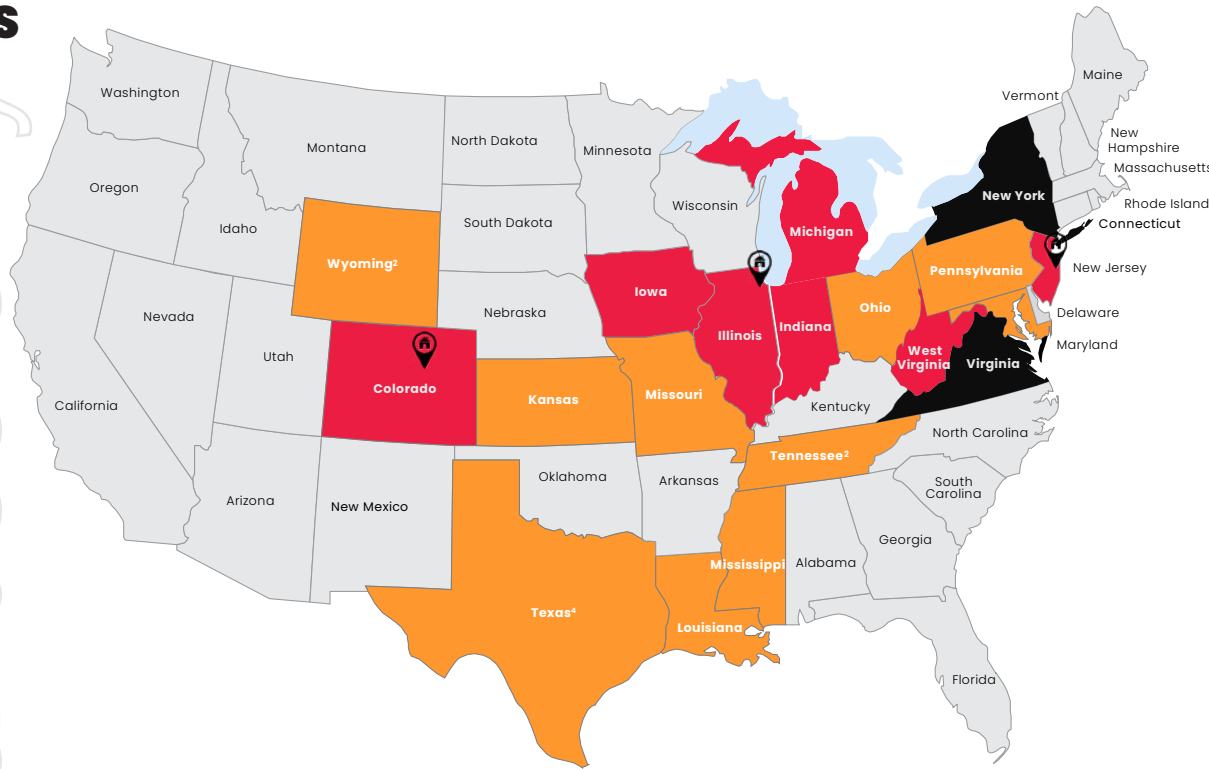 s
Maine
Washington
Vermont
New
Hampshire
North Dakota
Montana
Minnesota
Massachusetts
Oregon
New York
Rhode Island
Wisconsin
South Dakota
Connecticut
Idaho
Michigan
Wyoming²
Pennsylvania
New Jersey
Iowa
Ohio
Nebraska
Delaware
Nevada
Indiana
Illinois
Maryland
Utah
West
Virginia
Virginia
Colorado
Missouri
Kansas
California
Kentucky
North Carolina
Tennessee²
Oklahoma
Arkansas
South
Carolina
Arizona
New Mexico
Georgia
Mississippi
Alabama
Texas⁴
Louisiana
Florida